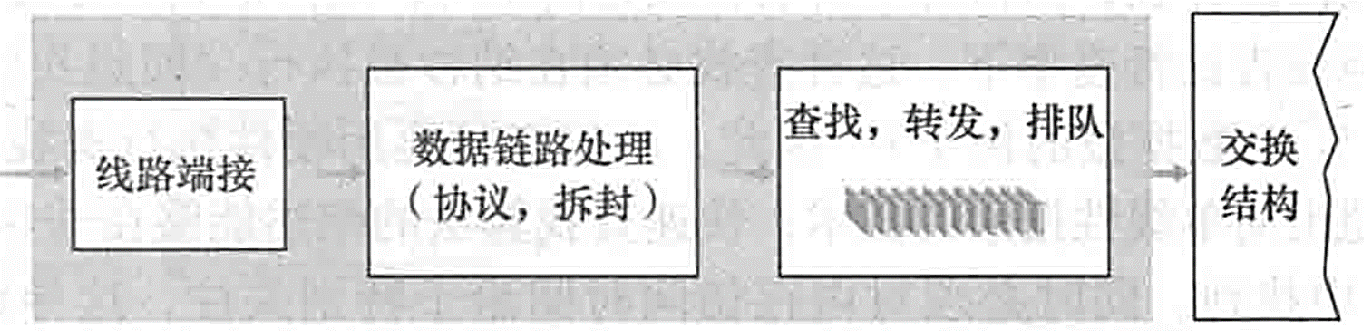 线路端接
数据链路处理
（协议，拆封）
查找，转发，排队
交换
结构